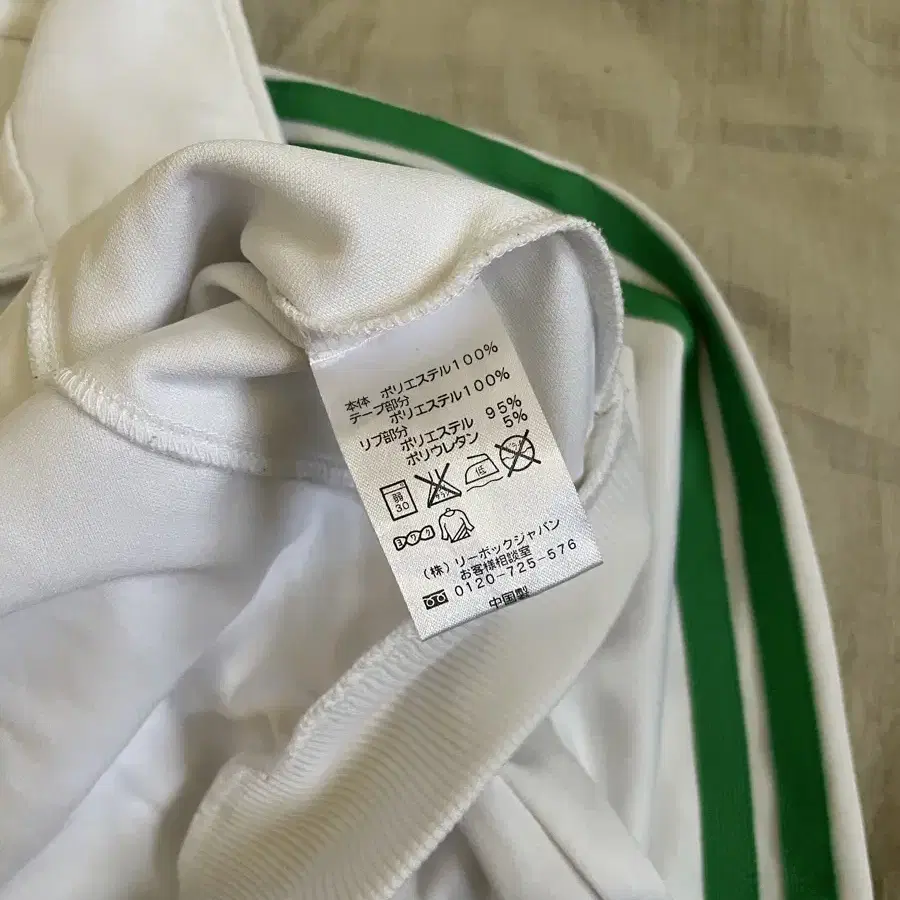 本体 ポリエステル100%
テープ部分
ポリエステル100%
リブ部分
ポリエステル 95%
ポリウレタン 5%
弱 30 低
ヨワク
(株)リーボックジャパン
お客様相談室
0120-725-576
中国製